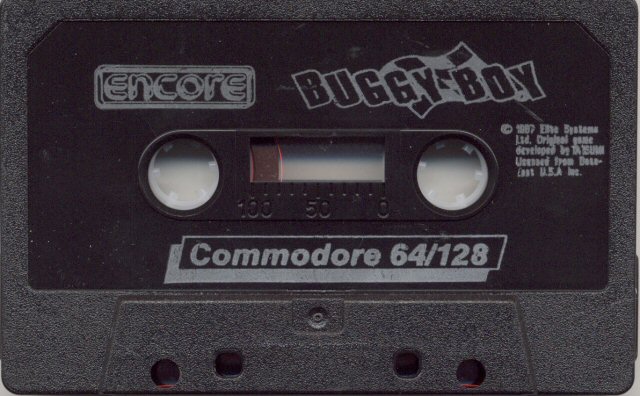 encore
BUGGY BOY
© 1987 Elite Systems
Ltd. Original game
developed by TATSUMI
Licensed from Data-
East U.S.A Inc.
100 50 0
Commodore 64/128